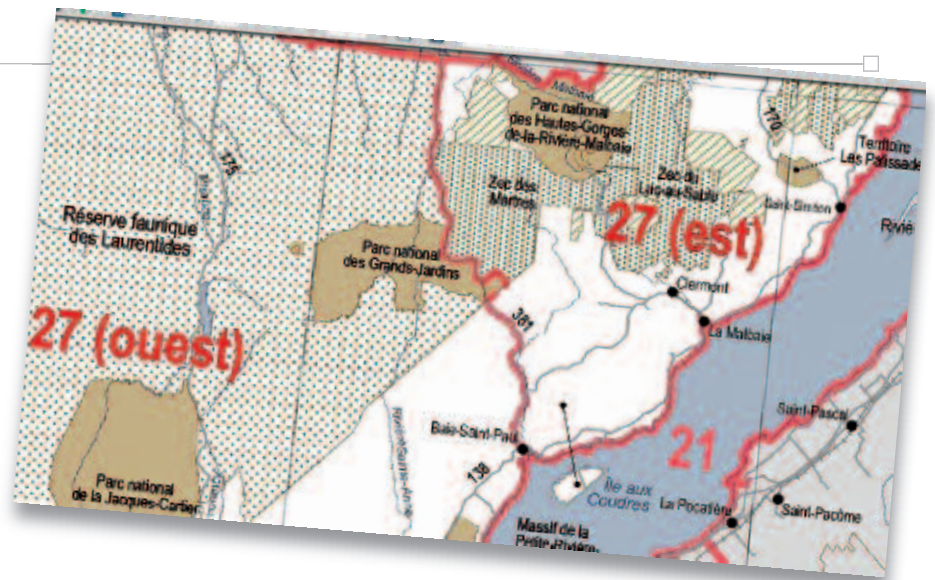 Parc national
des Hautes-Gorges-
de-la-Rivière-Malbaie
170
Territoire
Les Palissades
175
Zec des
Martres
Zec du
Lac-au-Sable
Saint-Siméon
Réserve faunique
des Laurentides
27 (est)
Parc national
des Grands-Jardins
Clermont
27 (ouest)
381
La Malbaie
Baie-Saint-Paul
Saint-Pascal
21
138
Île aux
Coudres
La Pocatière
Saint-Pacôme
Parc national
de la Jacques-Cartier
Massif de la